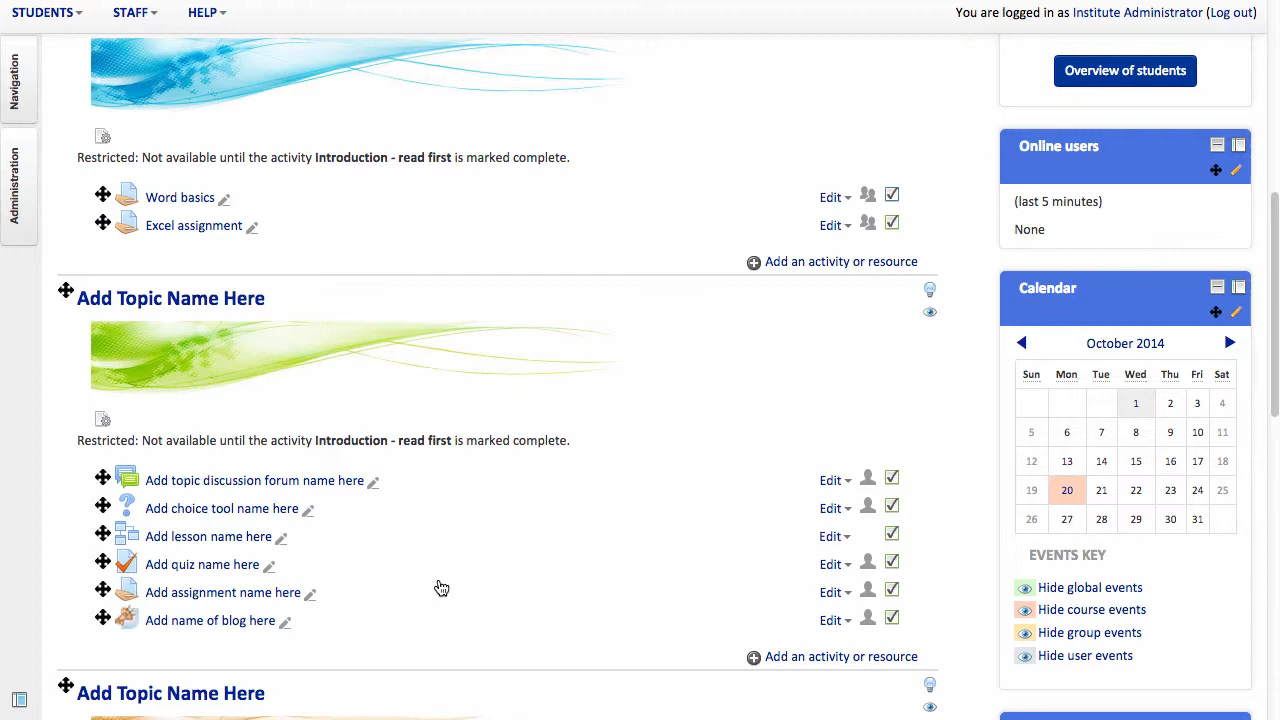 STUDENTS STAFF HELP
You are logged in as Institute Administrator (Log out)
Navigation
Administration
Restricted: Not available until the activity Introduction - read first is marked complete.
Word basics Edit
Excel assignment Edit
Add an activity or resource
Add Topic Name Here
Restricted: Not available until the activity Introduction - read first is marked complete.
Add topic discussion forum name here Edit
Add choice tool name here Edit
Add lesson name here Edit
Add quiz name here Edit
Add assignment name here Edit
Add name of blog here Edit
Add an activity or resource
Add Topic Name Here
Overview of students
Online users
(last 5 minutes)
None
Calendar
October 2014
Sun Mon Tue Wed Thu Fri Sat
1 2 3 4
5 6 7 8 9 10 11
12 13 14 15 16 17 18
19 20 21 22 23 24 25
26 27 28 29 30 31
EVENTS KEY
Hide global events
Hide course events
Hide group events
Hide user events